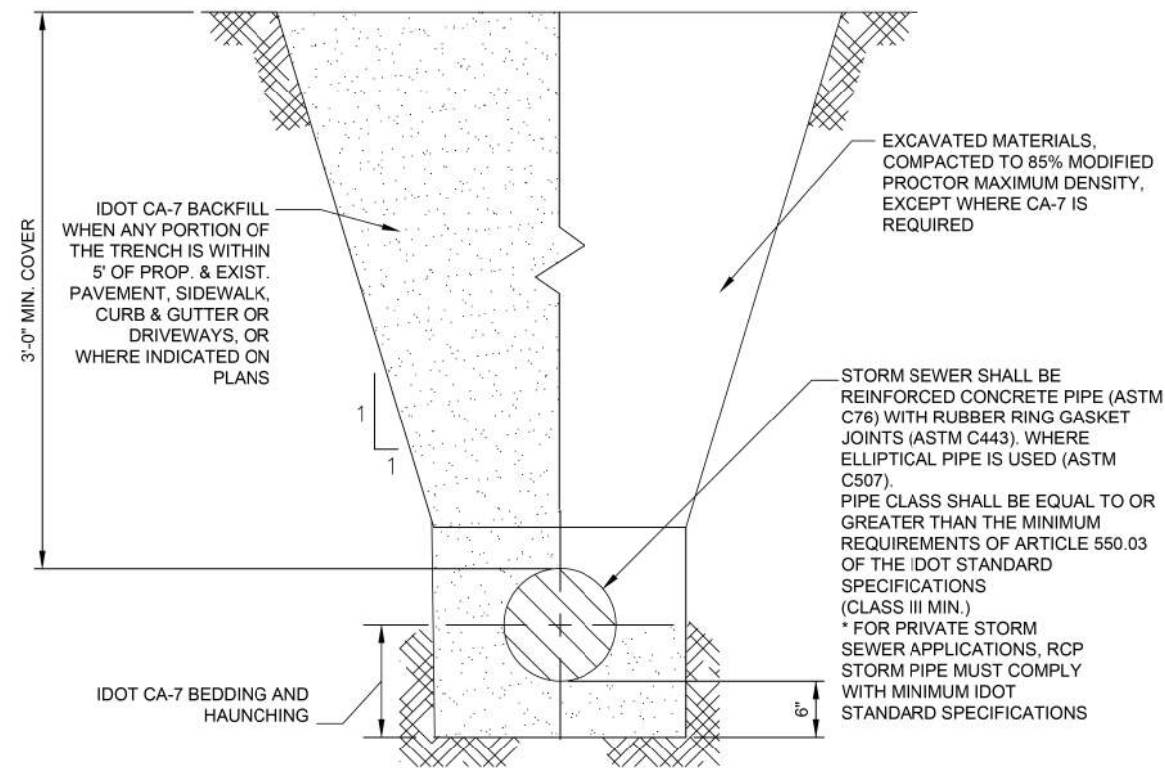 3'-0" MIN. COVER
IDOT CA-7 BACKFILL
WHEN ANY PORTION OF
THE TRENCH IS WITHIN
5' OF PROP. & EXIST.
PAVEMENT, SIDEWALK,
CURB & GUTTER OR
DRIVEWAYS, OR
WHERE INDICATED ON
PLANS
1
1
IDOT CA-7 BEDDING AND
HAUNCHING
EXCAVATED MATERIALS,
COMPACTED TO 85% MODIFIED
PROCTOR MAXIMUM DENSITY,
EXCEPT WHERE CA-7 IS
REQUIRED
STORM SEWER SHALL BE
REINFORCED CONCRETE PIPE (ASTM
C76) WITH RUBBER RING GASKET
JOINTS (ASTM C443). WHERE
ELLIPTICAL PIPE IS USED (ASTM
C507).
PIPE CLASS SHALL BE EQUAL TO OR
GREATER THAN THE MINIMUM
REQUIREMENTS OF ARTICLE 550.03
OF THE IDOT STANDARD
SPECIFICATIONS
(CLASS III MIN.)
* FOR PRIVATE STORM
SEWER APPLICATIONS, RCP
STORM PIPE MUST COMPLY
WITH MINIMUM IDOT
STANDARD SPECIFICATIONS
6"